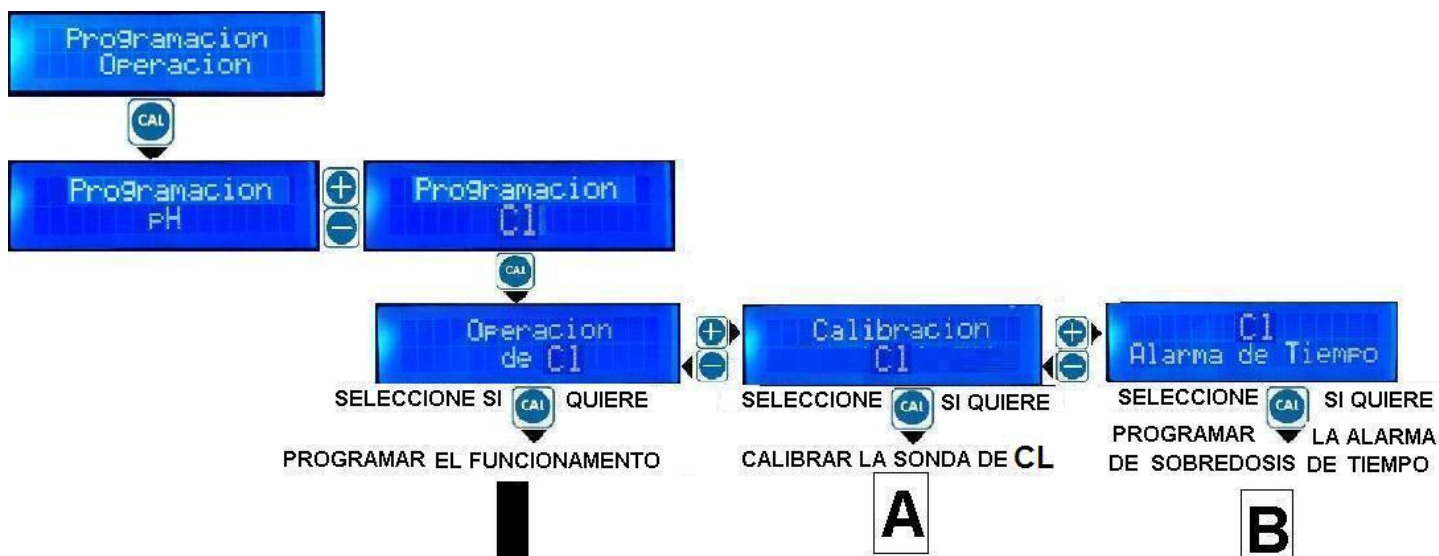 Programacion
Operacion
CAL
Programacion
pH
+
-
Programacion
Cl
CAL
Operacion
de Cl
+
-
Calibracion
Cl
+
-
Cl
Alarma de Tiempo
SELECCIONE SI CAL QUIERE
PROGRAMAR EL FUNCIONAMENTO
SELECCIONE CAL SI QUIERE
CALIBRAR LA SONDA DE CL
A
SELECCIONE CAL SI QUIERE
PROGRAMAR LA ALARMA
DE SOBREDOSIS DE TIEMPO
B